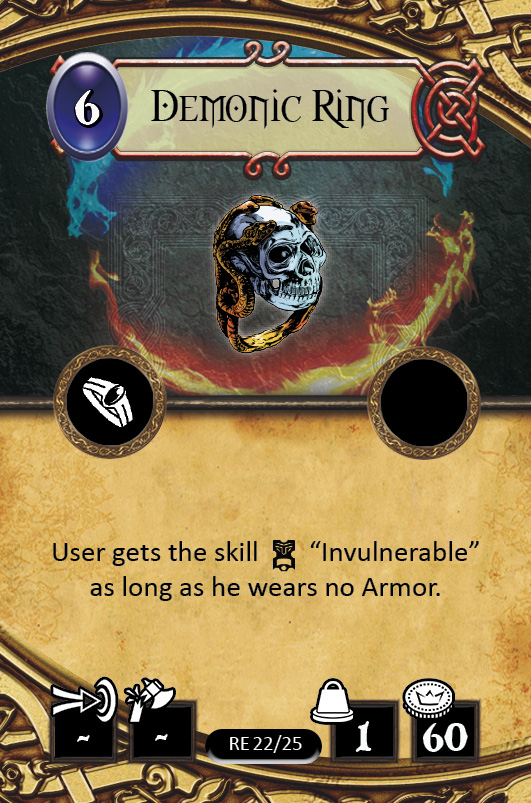 6
Demonic Ring
User gets the skill “Invulnerable”
as long as he wears no Armor.
~ ~ RE 22/25 1 60